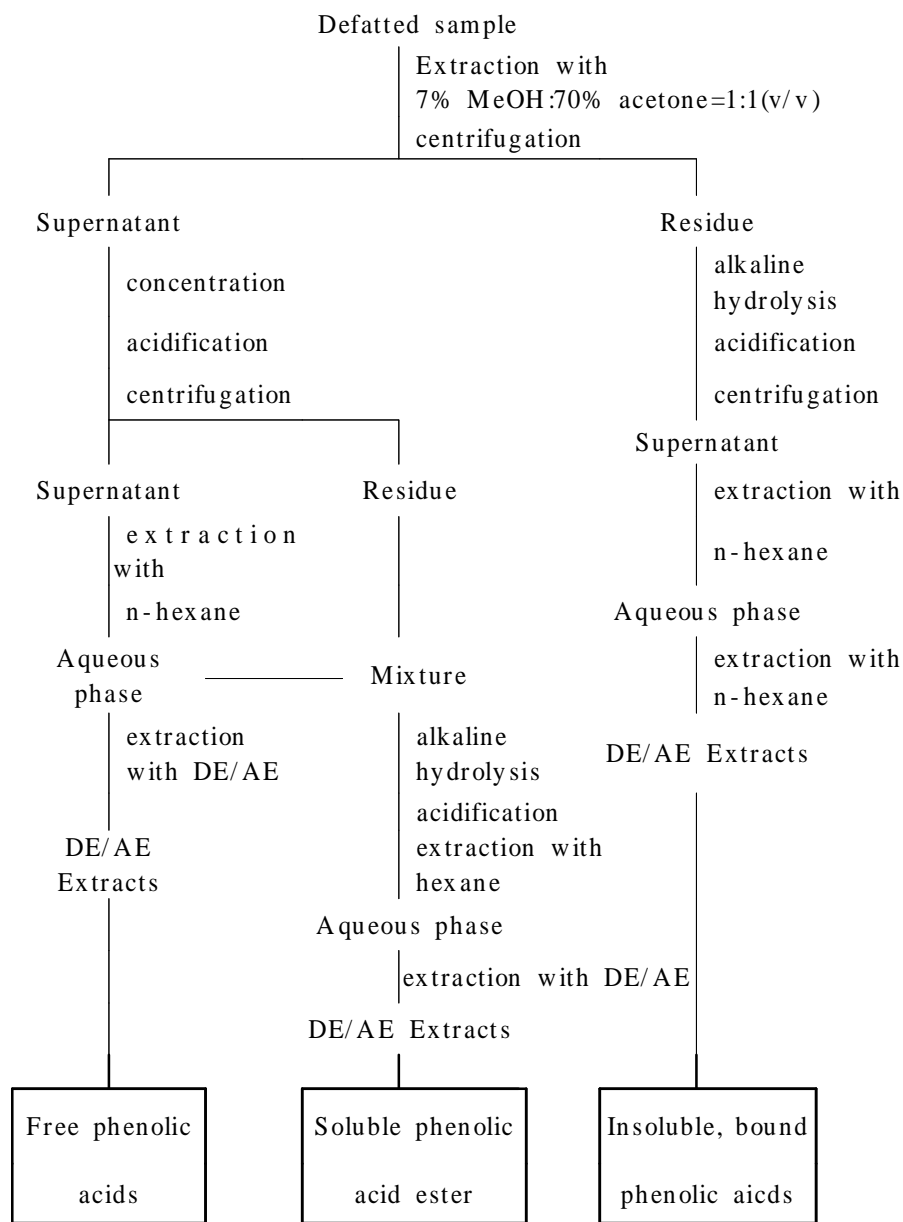 Defatted sample
Extraction with
7% MeOH:70% acetone=1:1(v/v)
centrifugation
Supernatant
Residue
concentration
acidification
centrifugation
alkaline
hydrolysis
acidification
centrifugation
Supernatant
Supernatant
Residue
extraction
with
n-hexane
extraction with
n-hexane
Aqueous phase
Aqueous
phase
Mixture
extraction with
n-hexane
extraction
with DE/AE
alkaline
hydrolysis
acidification
extraction with
hexane
DE/AE Extracts
DE/AE
Extracts
Aqueous phase
extraction with DE/AE
DE/AE Extracts
Free phenolic
acids
Soluble phenolic
acid ester
Insoluble, bound
phenolic aicds